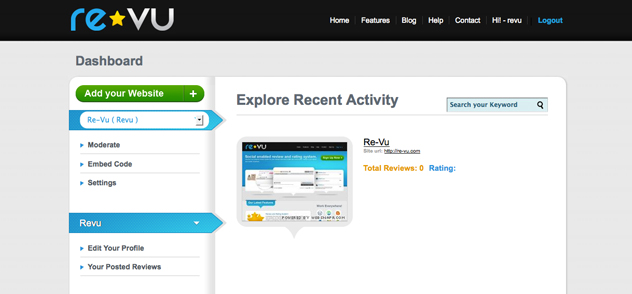 re★VU
Home Features Blog Help Contact Hi! - revu Logout
Dashboard
Add your Website +
Re-Vu ( Revu )
Moderate
Embed Code
Settings
Revu
Edit Your Profile
Your Posted Reviews
Explore Recent Activity
Search your Keyword
re★VU
Re-Vu
Site url: http://re-vu.com
Total Reviews: 0 Rating: